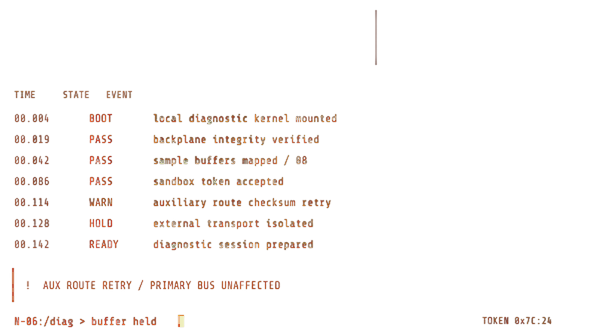 TIME STATE EVENT
00.004 BOOT local diagnostic kernel mounted
00.019 PASS backplane integrity verified
00.042 PASS sample buffers mapped / 08
00.086 PASS sandbox token accepted
00.114 WARN auxiliary route checksum retry
00.128 HOLD external transport isolated
00.142 READY diagnostic session prepared
! AUX ROUTE RETRY / PRIMARY BUS UNAFFECTED
N-06:/diag > buffer held
TOKEN 0x7C:24